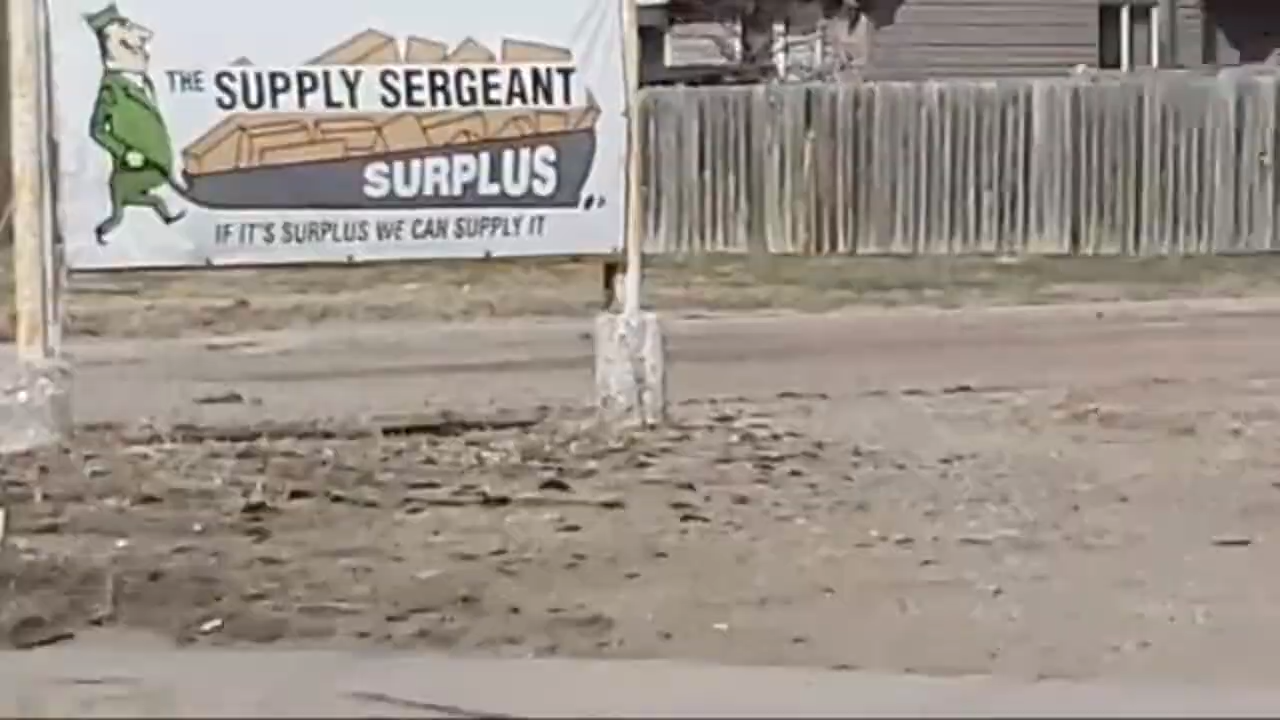 THE SUPPLY SERGEANT
SURPLUS
IF IT'S SURPLUS WE CAN SUPPLY IT